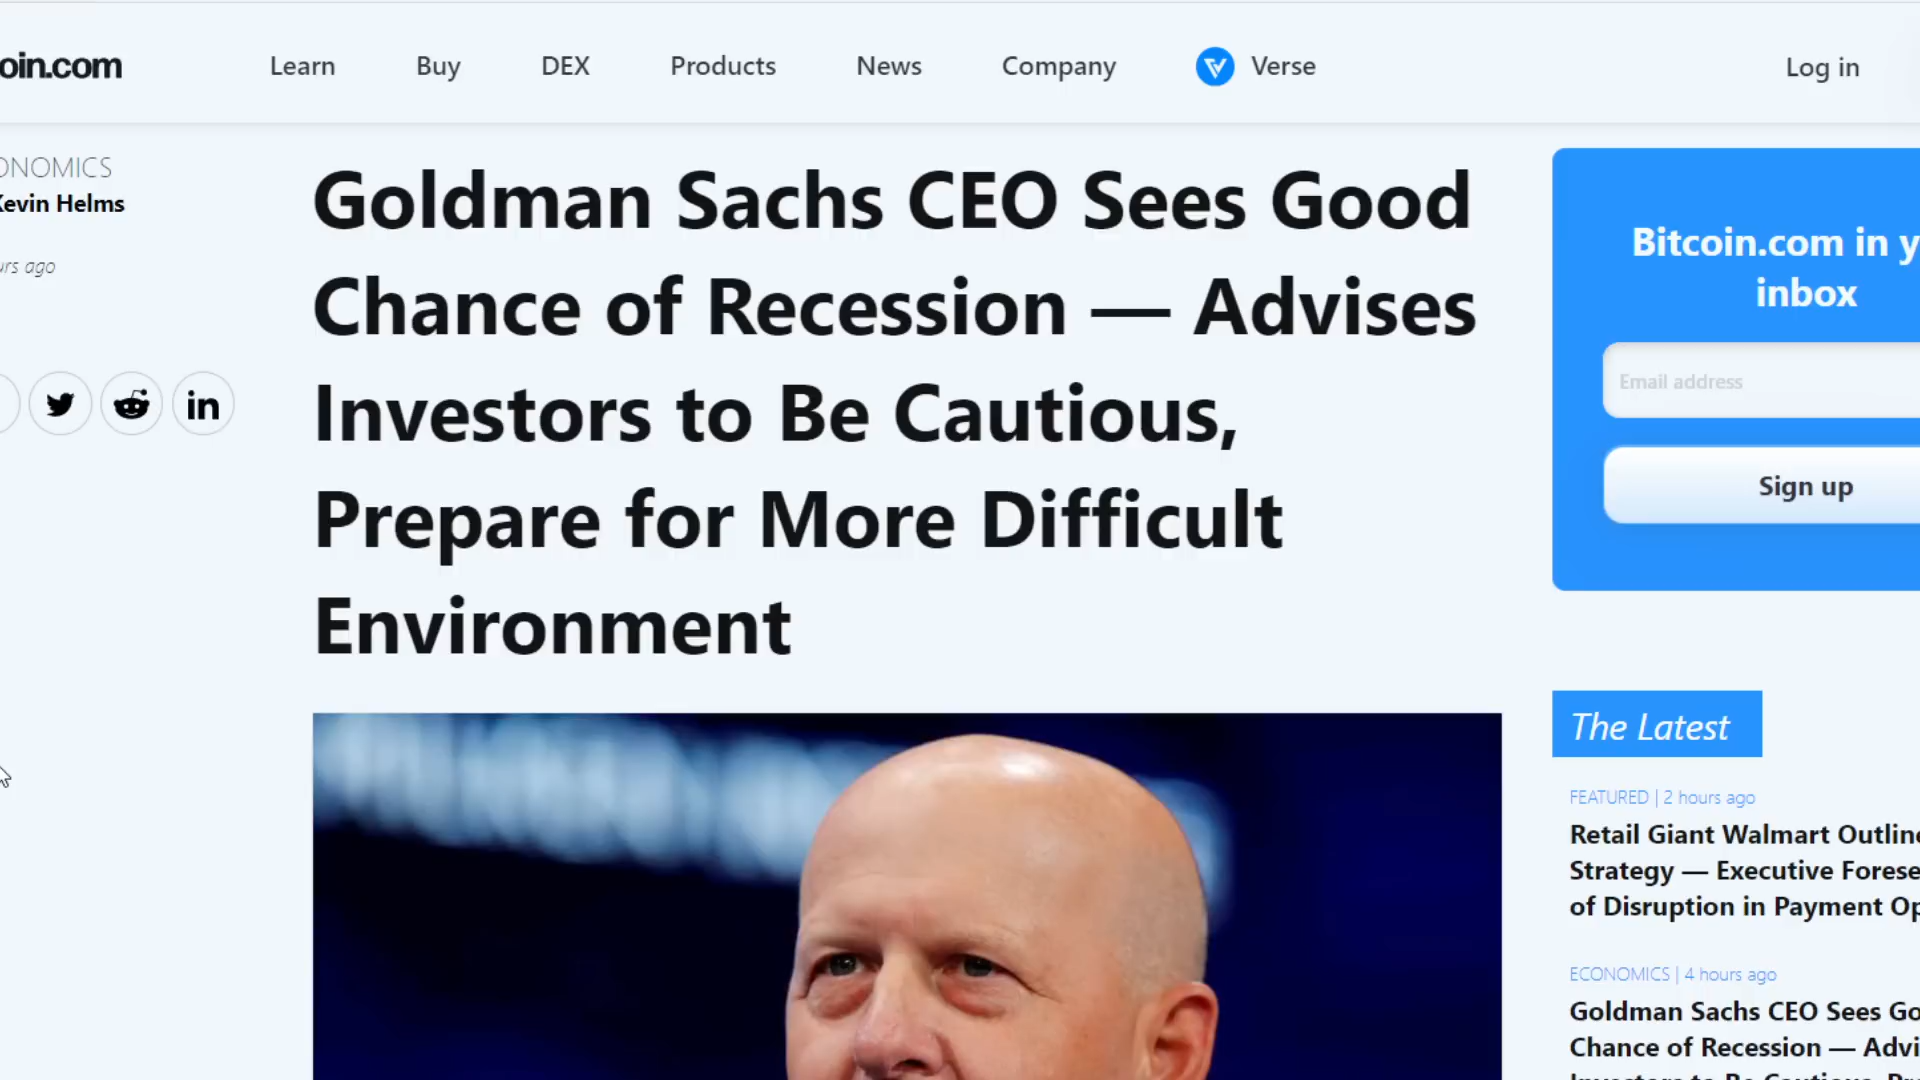 oin.com
Learn
Buy
DEX
Products
News
Company
Verse
Log in
ONOMICS
Kevin Helms
urs ago
Goldman Sachs CEO Sees Good
Chance of Recession — Advises
Investors to Be Cautious,
Prepare for More Difficult
Environment
Bitcoin.com in y
inbox
Email address
Sign up
The Latest
FEATURED | 2 hours ago
Retail Giant Walmart Outline
Strategy — Executive Forese
of Disruption in Payment Op
ECONOMICS | 4 hours ago
Goldman Sachs CEO Sees Go
Chance of Recession — Advi